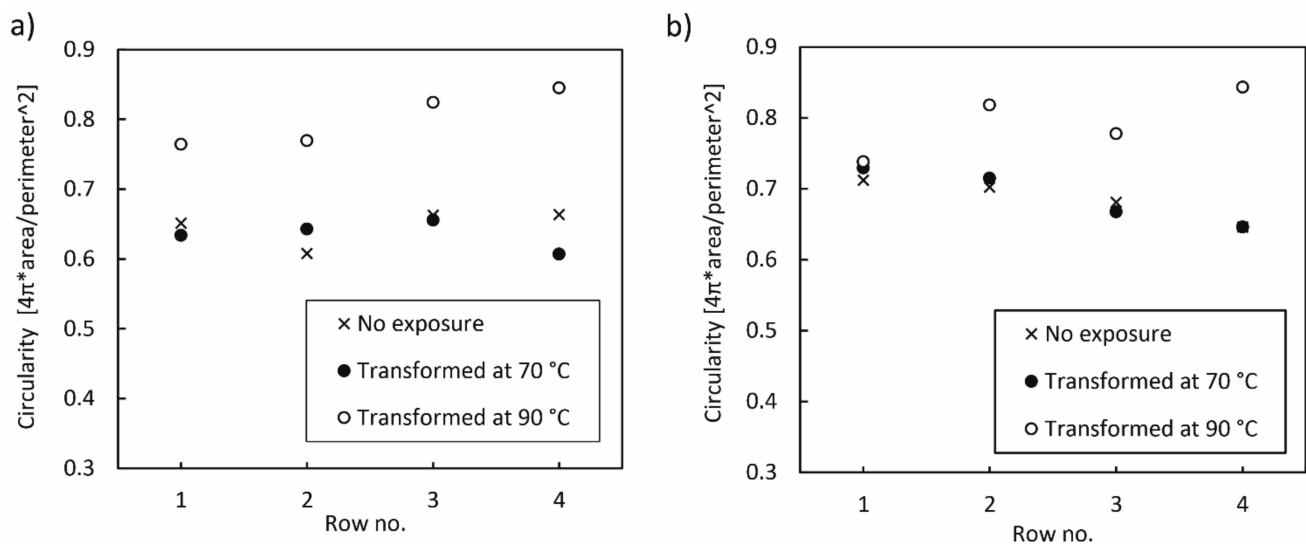 a)
Circularity [4π*area/perimeter^2]
0.9
0.8
0.7
0.6
0.5
0.4
0.3
No exposure
Transformed at 70 °C
Transformed at 90 °C
1 2 3 4
Row no.
b)
Circularity [4π*area/perimeter^2]
0.9
0.8
0.7
0.6
0.5
0.4
0.3
No exposure
Transformed at 70 °C
Transformed at 90 °C
1 2 3 4
Row no.